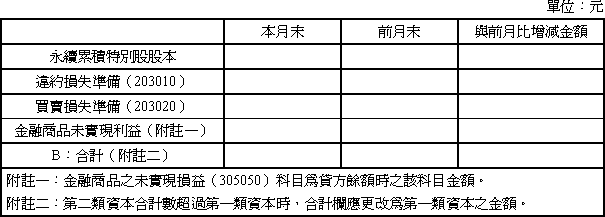 單位：元
本月末 前月末 與前月比增減金額
永續累積特別股股本
違約損失準備（203010）
買賣損失準備（203020）
金融商品未實現利益（附註一）
B：合計（附註二）
附註一：金融商品之未實現損益（305050）科目為貸方餘額時之該科目金額。
附註二：第二類資本合計數超過第一類資本時，合計欄應更改為第一類資本之金額。